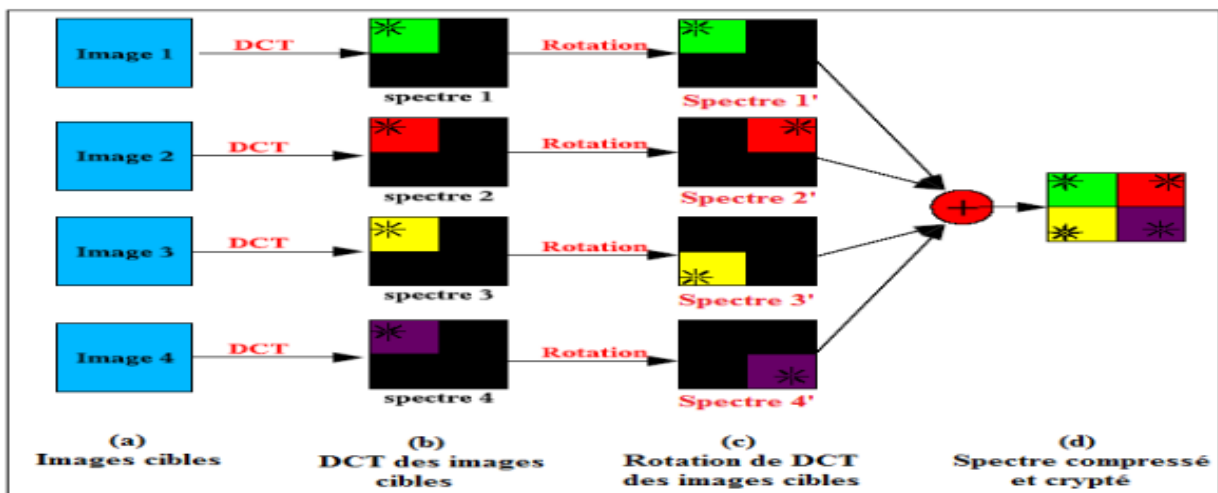 Image 1
DCT
spectre 1
Rotation
Spectre 1'
Image 2
DCT
spectre 2
Rotation
Spectre 2'
+
Image 3
DCT
spectre 3
Rotation
Spectre 3'
Image 4
DCT
spectre 4
Rotation
Spectre 4'
(a)
Images cibles
(b)
DCT des images
cibles
(c)
Rotation de DCT
des images cibles
(d)
Spectre compressé
et crypté